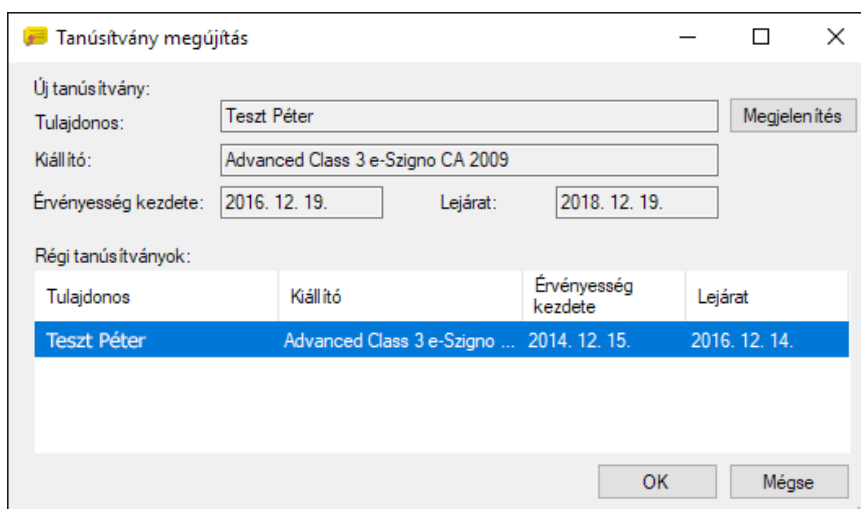 Tanúsítvány megújítás
Új tanúsítvány:
Tulajdonos: Teszt Péter Megjelenítés
Kiállító: Advanced Class 3 e-Szigno CA 2009
Érvényesség kezdete: 2016. 12. 19. Lejárat: 2018. 12. 19.
Régi tanúsítványok:
Tulajdonos Kiállító Érvényesség kezdete Lejárat
Teszt Péter Advanced Class 3 e-Szigno ... 2014. 12. 15. 2016. 12. 14.
OK Mégse